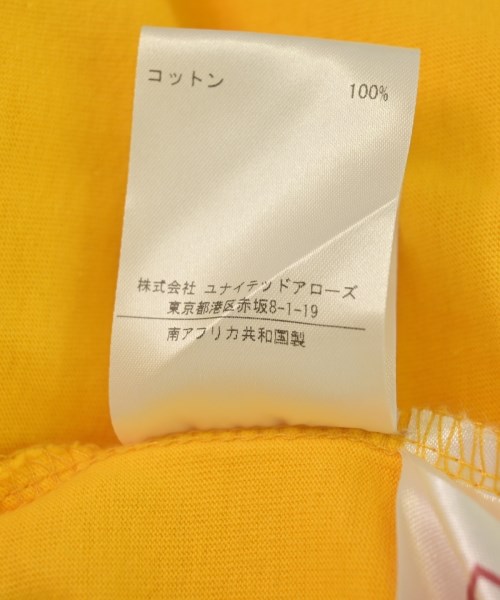 コットン 100%
株式会社 ユナイテッドアローズ
東京都港区赤坂8-1-19
南アフリカ共和国製